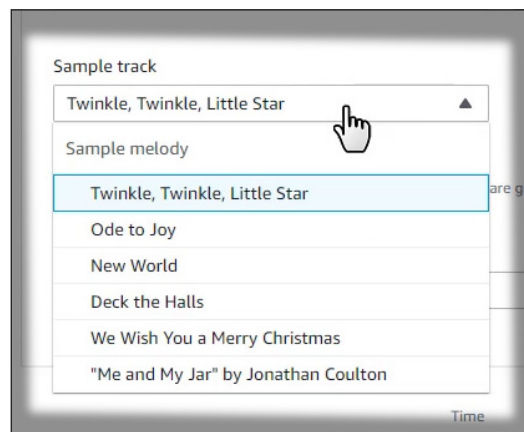 Sample track
Twinkle, Twinkle, Little Star
Sample melody
Twinkle, Twinkle, Little Star
are g
Ode to Joy
New World
Deck the Halls
We Wish You a Merry Christmas
"Me and My Jar" by Jonathan Coulton
Time